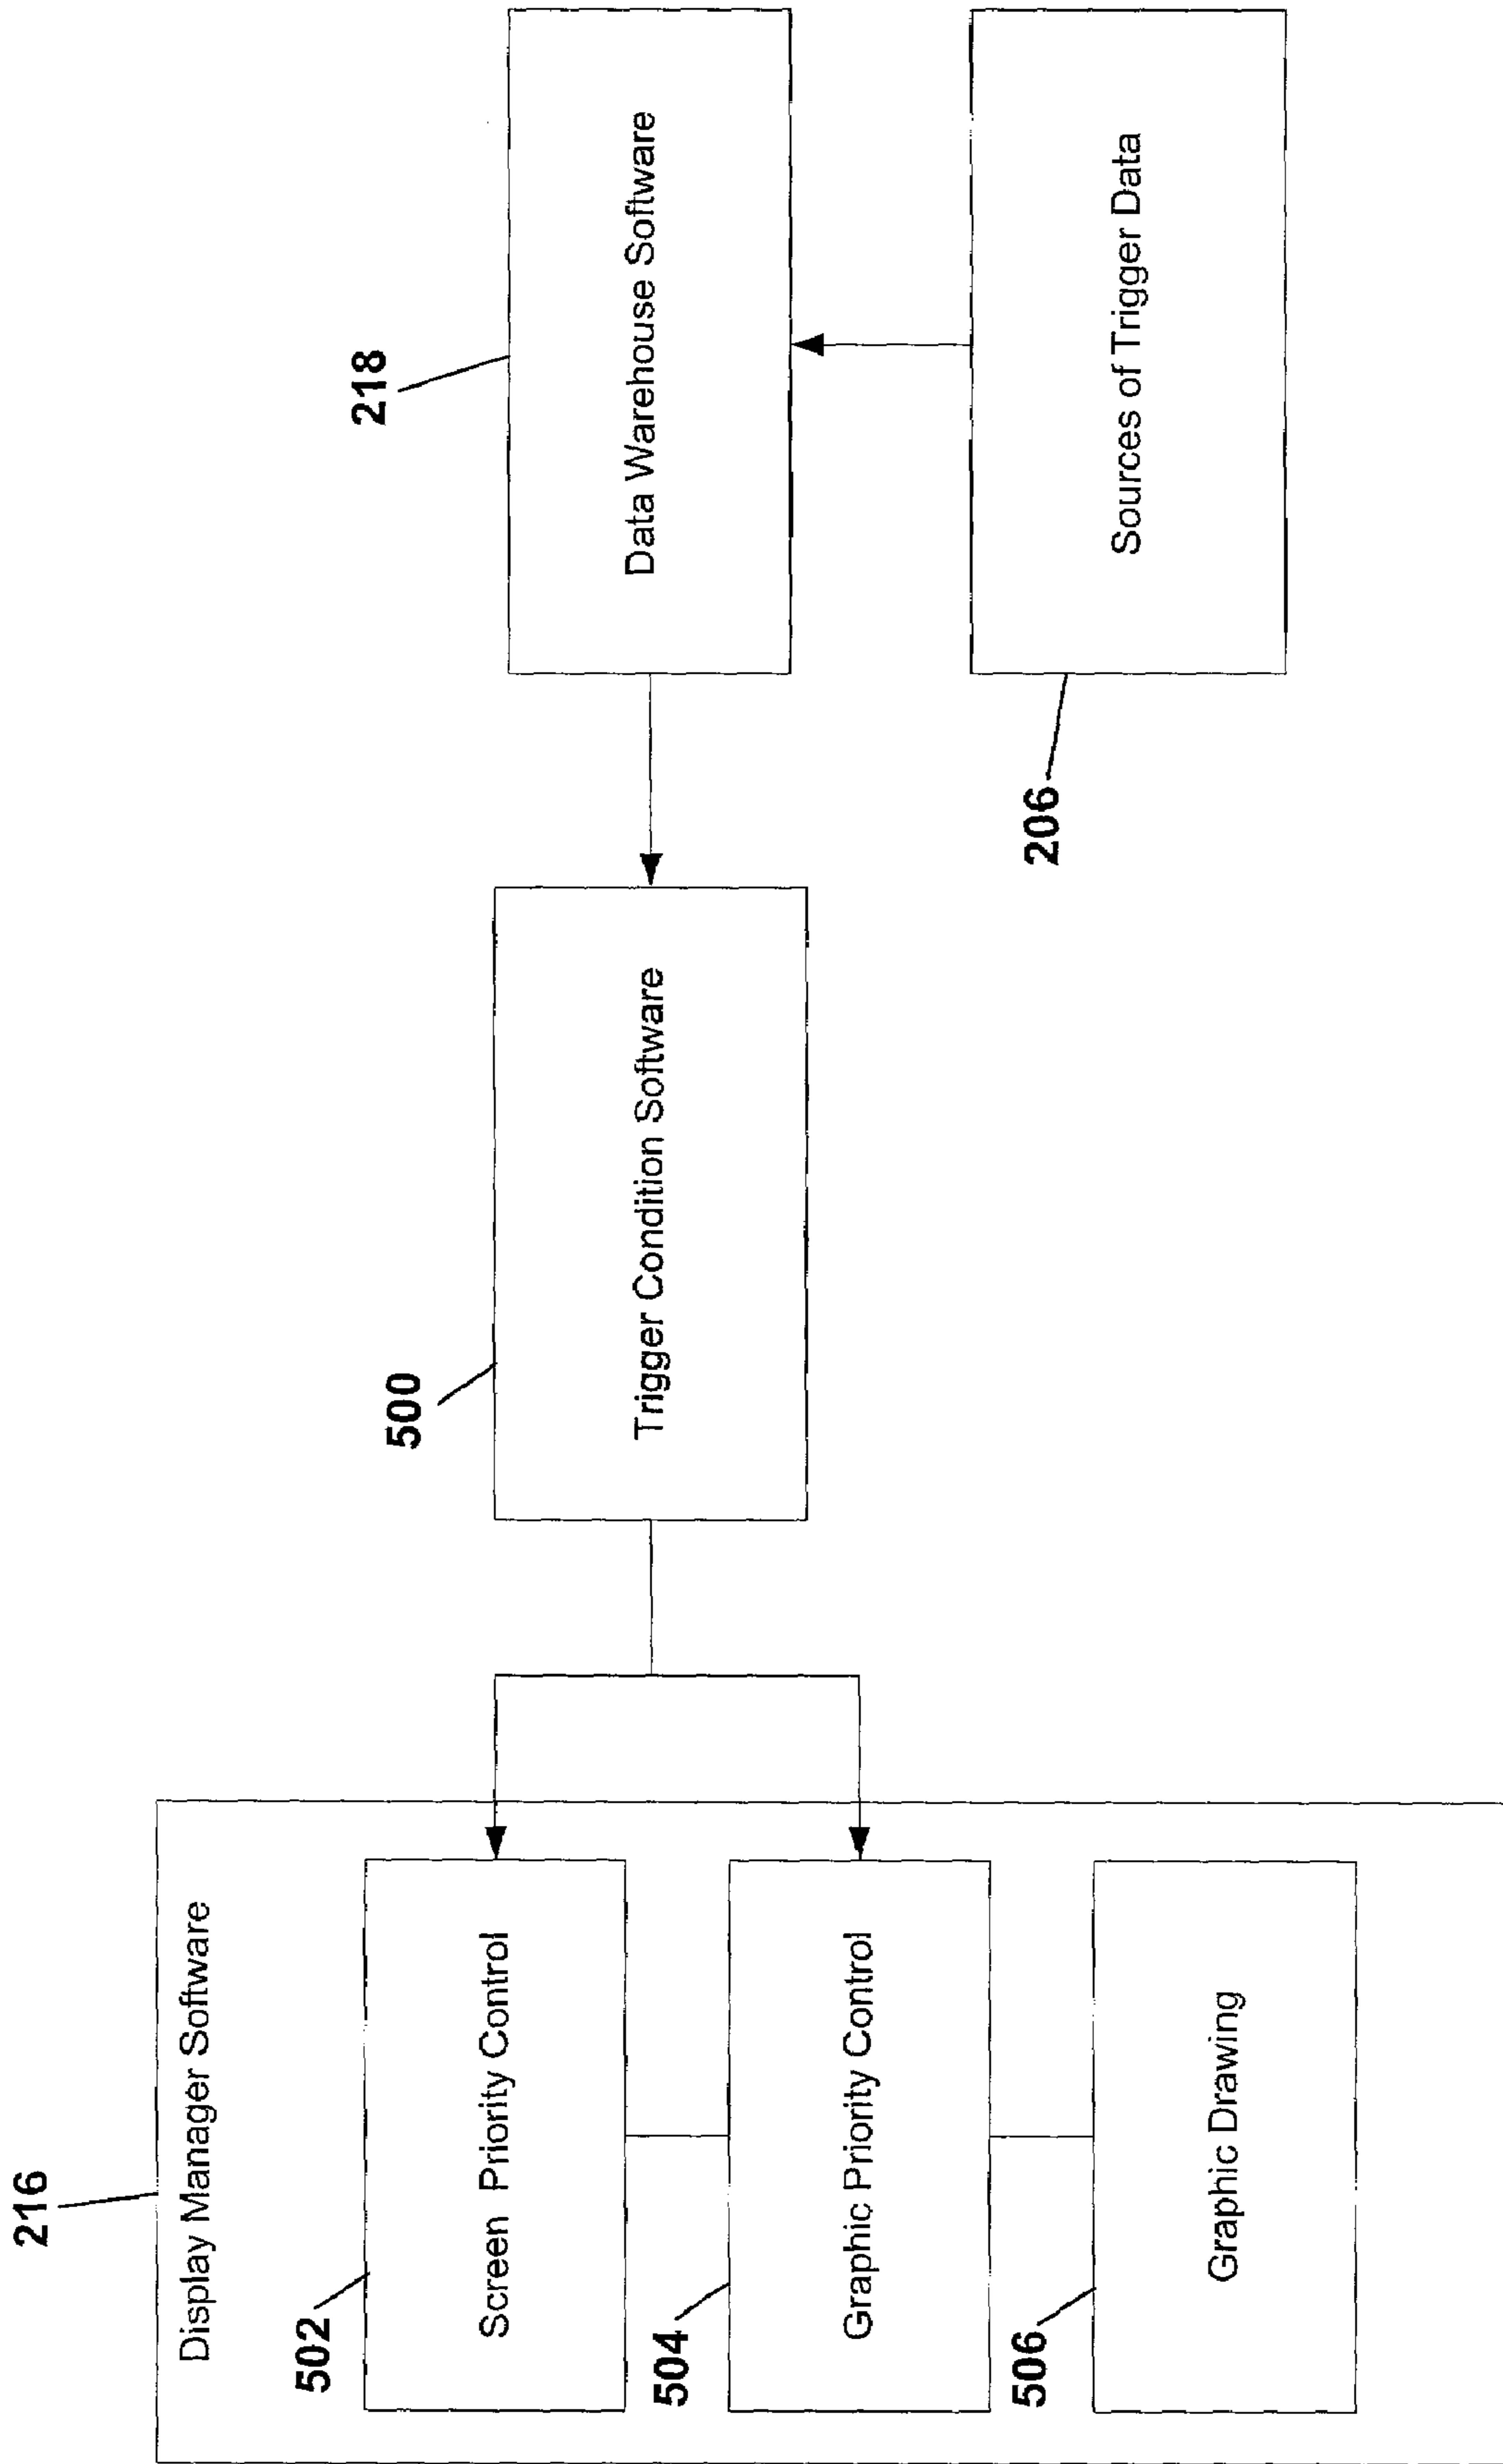 216
Display Manager Software
502
Screen Priority Control
504
Graphic Priority Control
506
Graphic Drawing
500
Trigger Condition Software
218
Data Warehouse Software
206
Sources of Trigger Data